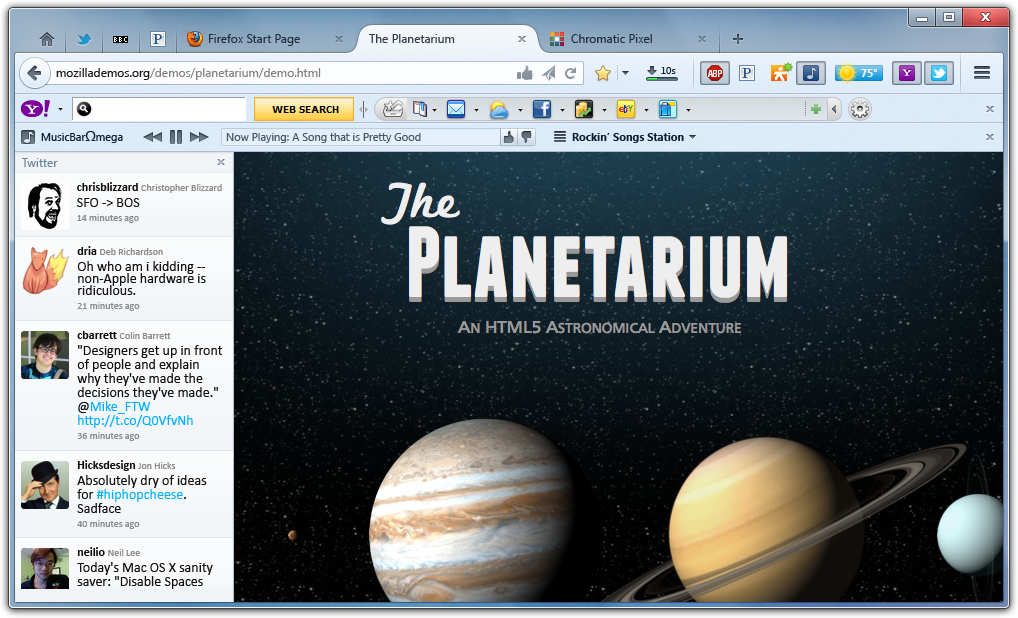 BBC
P
Firefox Start Page
The Planetarium
Chromatic Pixel
mozillademos.org/demos/planetarium/demo.html
10s
ABP
P
75°
Y
Y!
WEB SEARCH
f
ebY
MusicBarΩmega
Now Playing: A Song that is Pretty Good
Rockin' Songs Station
Twitter
chrisblizzard Christopher Blizzard
SFO -> BOS
14 minutes ago
dria Deb Richardson
Oh who am i kidding --
non-Apple hardware is
ridiculous.
21 minutes ago
cbarrett Colin Barrett
"Designers get up in front
of people and explain
why they've made the
decisions they've made."
@Mike_FTW
http://t.co/Q0VfvNh
36 minutes ago
Hicksdesign Jon Hicks
Absolutely dry of ideas
for #hiphopcheese.
Sadface
40 minutes ago
neilio Neil Lee
Today's Mac OS X sanity
saver: "Disable Spaces
The
PLANETARIUM
AN HTML5 ASTRONOMICAL ADVENTURE